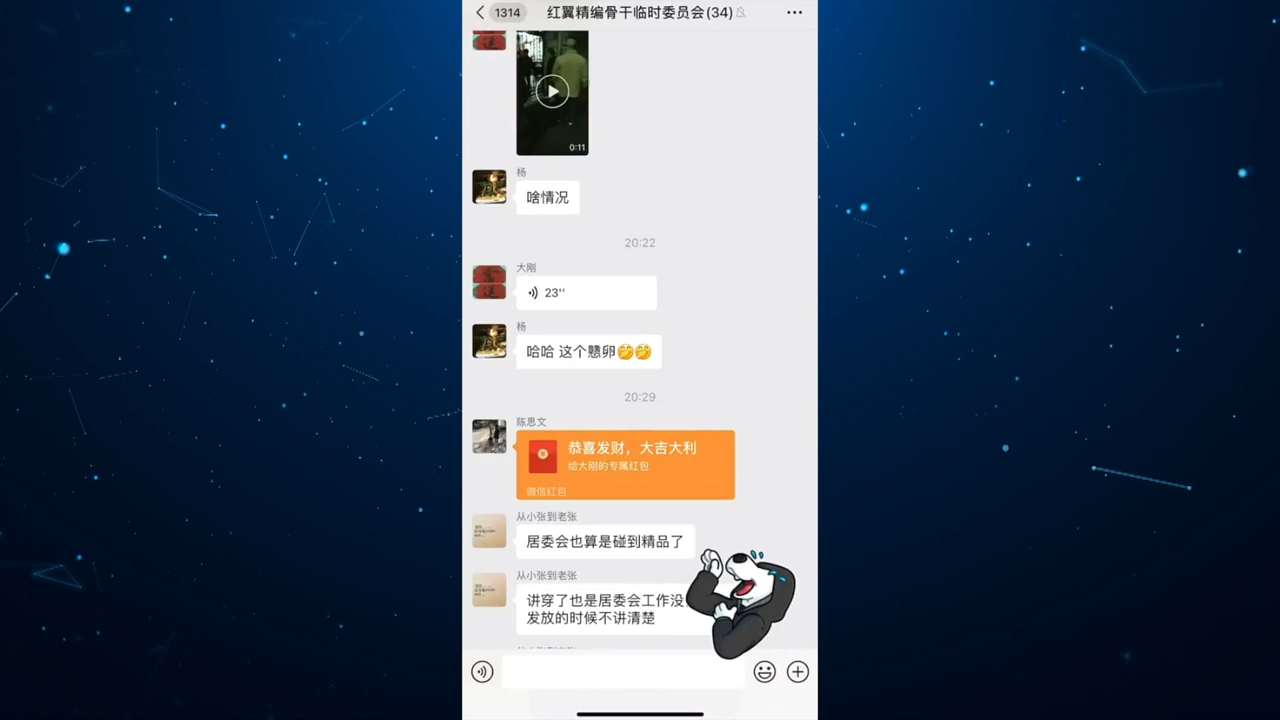 1314
红翼精编骨干临时委员会(34)
0:11
杨
啥情况
20:22
大刚
23''
杨
哈哈 这个戆卵🤭🤭
20:29
陈思文
恭喜发财，大吉大利
给大刚的专属红包
微信红包
从小张到老张
居委会也算是碰到精品了
从小张到老张
讲穿了也是居委会工作没
发放的时候不讲清楚